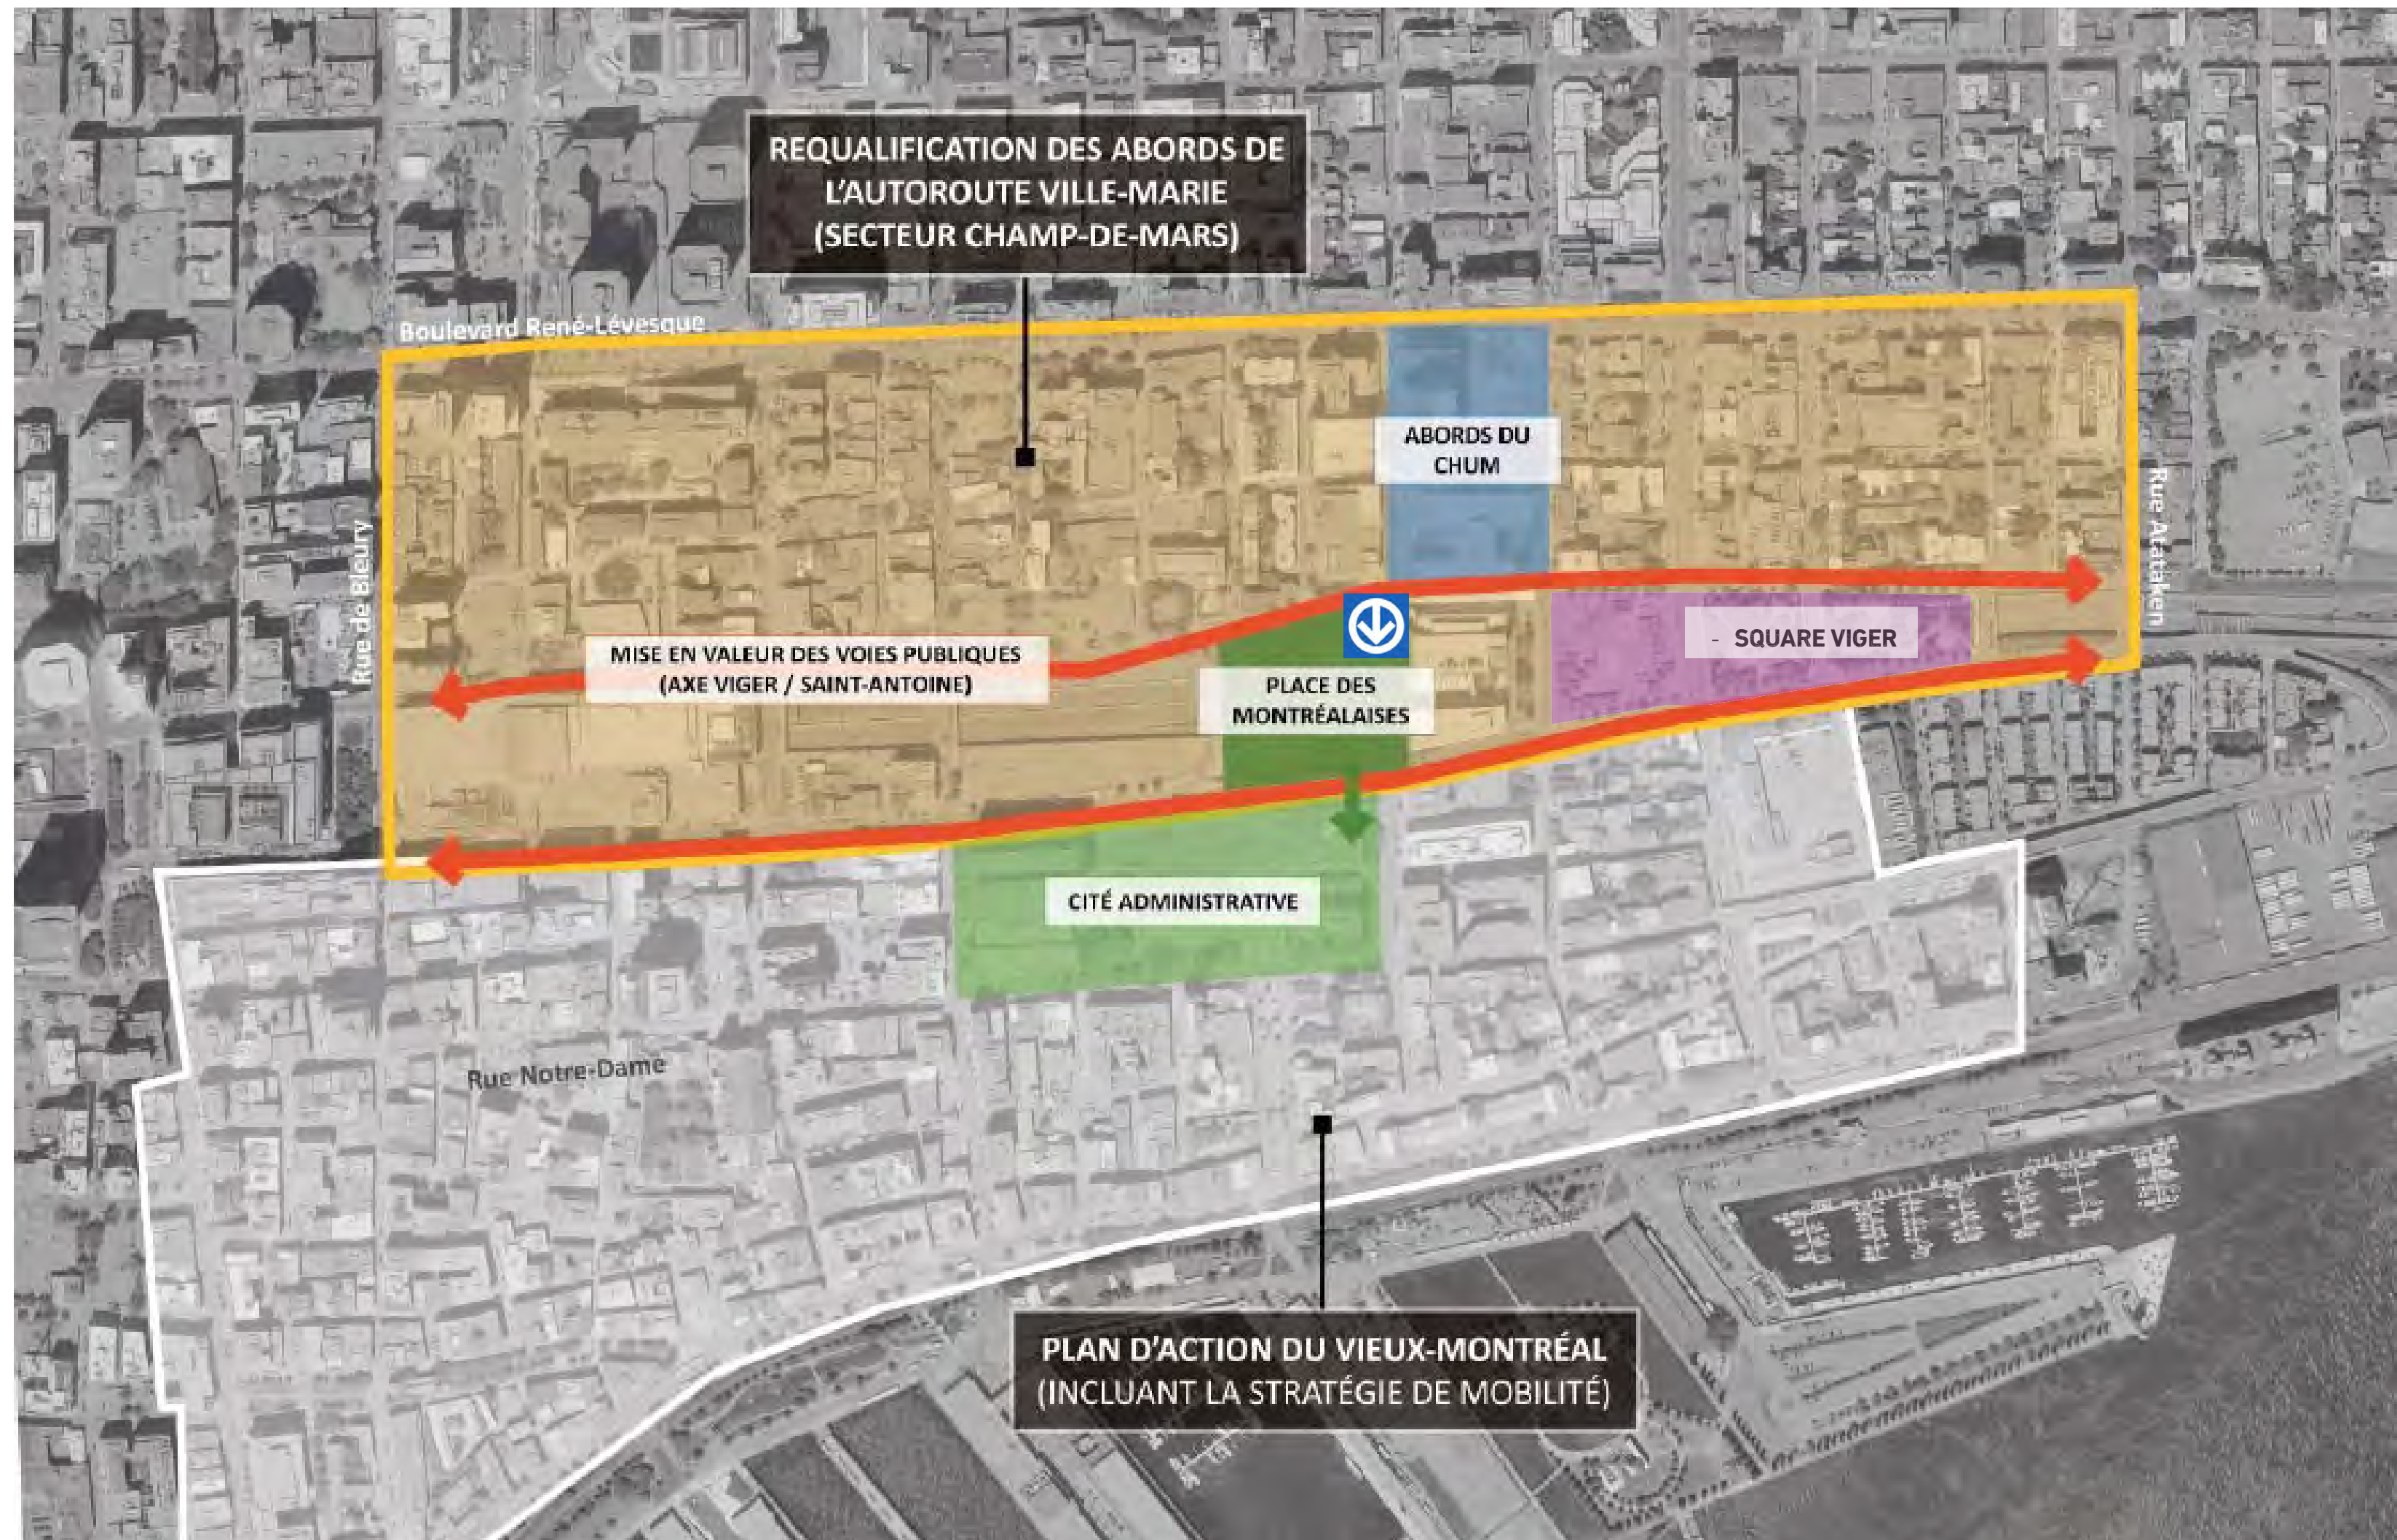 REQUALIFICATION DES ABORDS DE
L'AUTOROUTE VILLE-MARIE
(SECTEUR CHAMP-DE-MARS)
Boulevard René-Lévesque
ABORDS DU
CHUM
Rue de Bleury
Rue Atateken
MISE EN VALEUR DES VOIES PUBLIQUES
(AXE VIGER / SAINT-ANTOINE)
- SQUARE VIGER
PLACE DES
MONTRÉALAISES
CITÉ ADMINISTRATIVE
Rue Notre-Dame
PLAN D'ACTION DU VIEUX-MONTRÉAL
(INCLUANT LA STRATÉGIE DE MOBILITÉ)